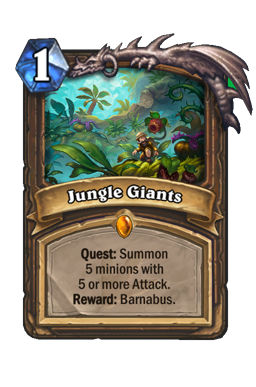 1
Jungle Giants
Quest: Summon
5 minions with
5 or more Attack.
Reward: Barnabus.